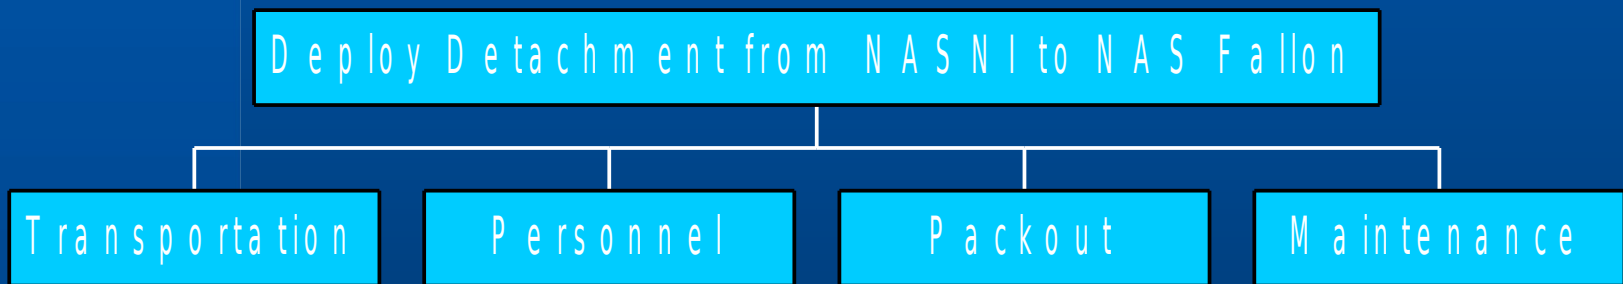 Deploy Detachment from NASNI to NAS Fallon
Transportation
Personnel
Packout
Maintenance